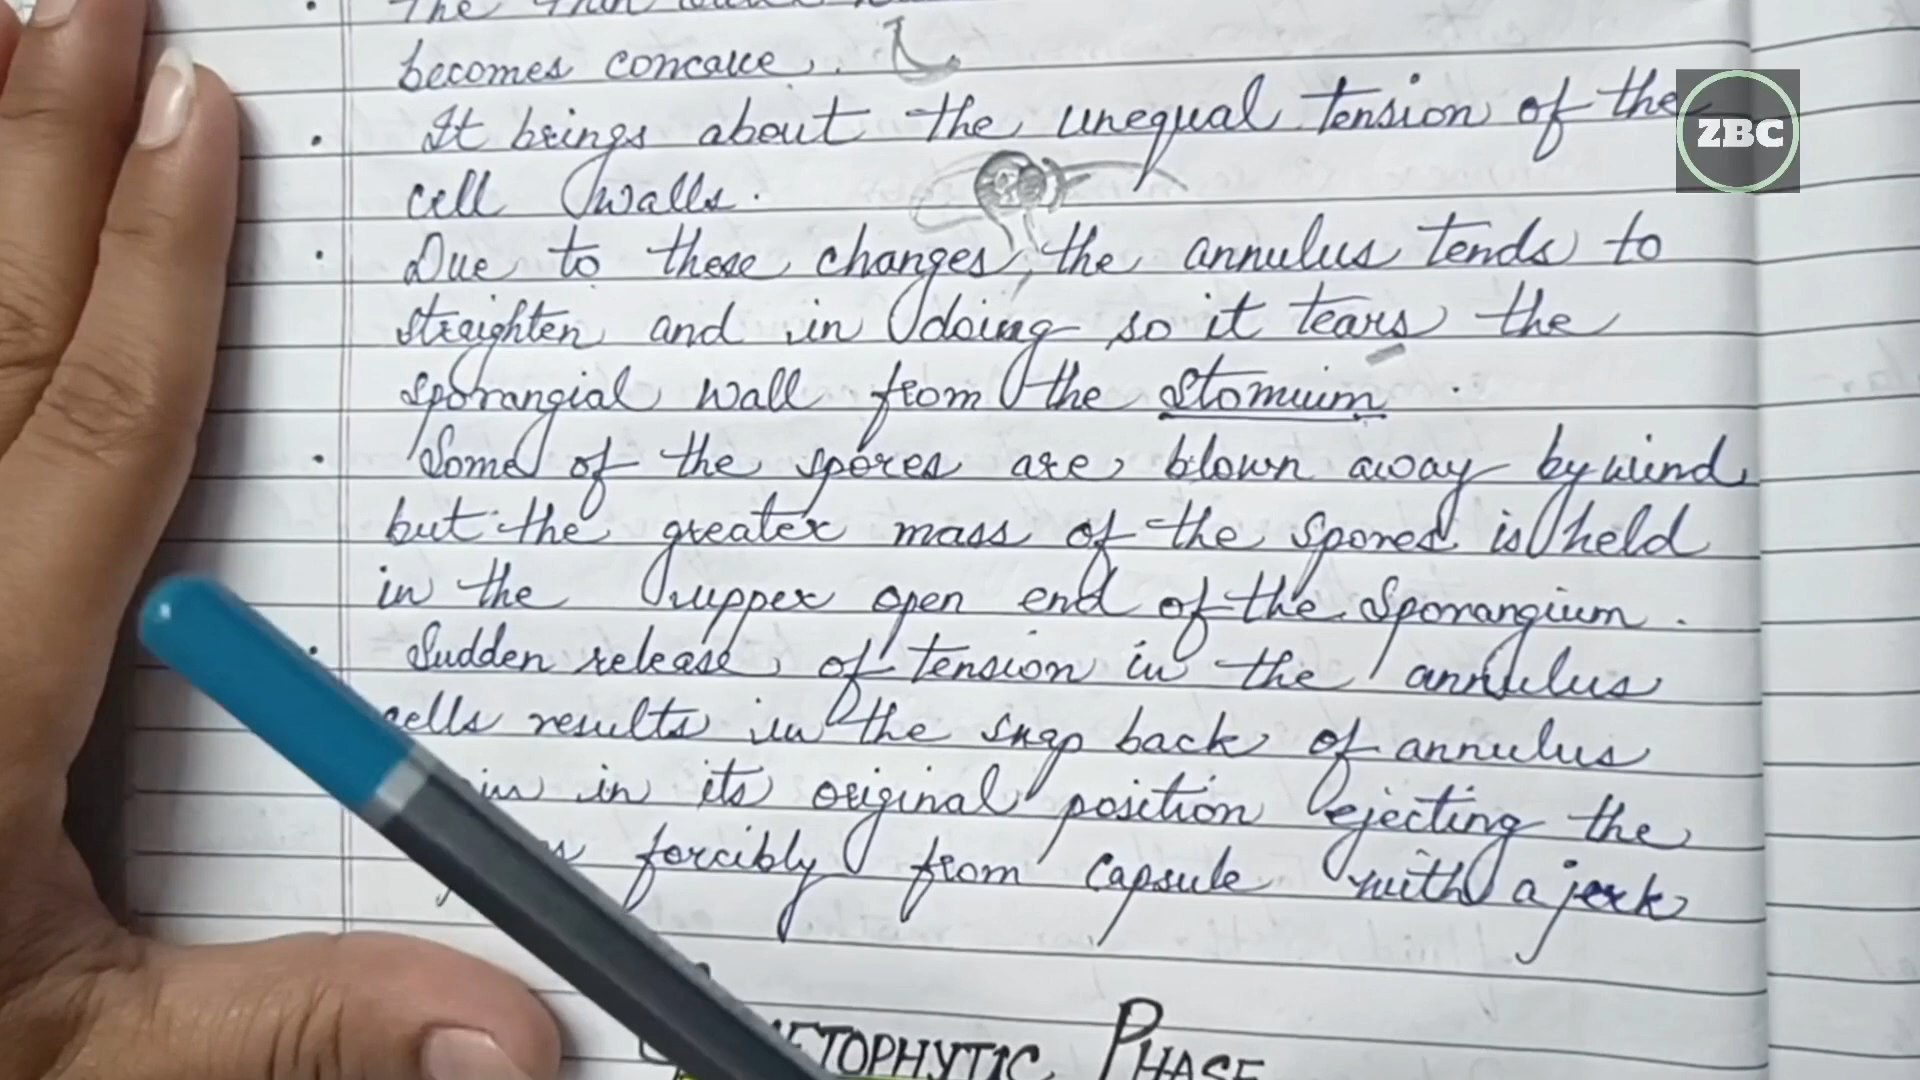 The thin
becomes concave.
It brings about the unequal tension of the
ZBC
cell walls.
Due to these changes, the annulus tends to
straighten and in doing so it tears the
sporangial wall from the stomium.
Some of the spores are blown away by wind
but the greater mass of the spores is held
in the upper open end of the sporangium.
Sudden release of tension in the annulus
cells results in the snap back of annulus
in its original position ejecting the
forcibly from capsule with a jerk
ETOPHYTIC PHASE